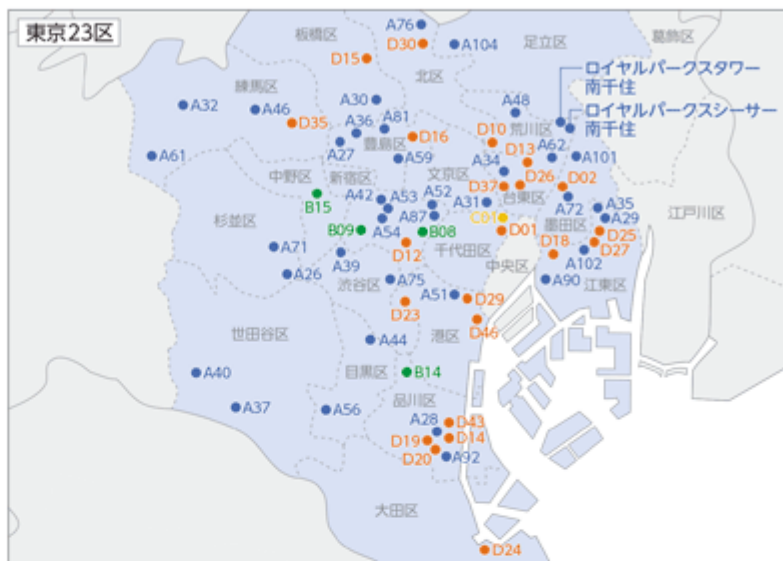 東京23区
板橋区
A76
D30
A104
足立区
葛飾区
D15
北区
ロイヤルパークスタワー
南千住
練馬区
A32
A46
A30
A48
ロイヤルパークスシーサー
南千住
D35
A36
A81
D16
D10
荒川区
A27
豊島区
D13
A62
A61
A59
文京区
A34
A101
中野区
新宿区
D37
D26
D02
B15
A42
A53
A52
A31
台東区
A72
A35
杉並区
A54
A87
C01
墨田区
A29
江戸川区
B09
B08
D01
D25
A71
D12
千代田区
D18
D27
A39
中央区
A102
A26
渋谷区
A75
A90
江東区
A51
D29
D23
世田谷区
港区
D46
A44
A40
目黒区
B14
A37
A56
品川区
A28
D43
D19
D14
D20
A92
大田区
D24